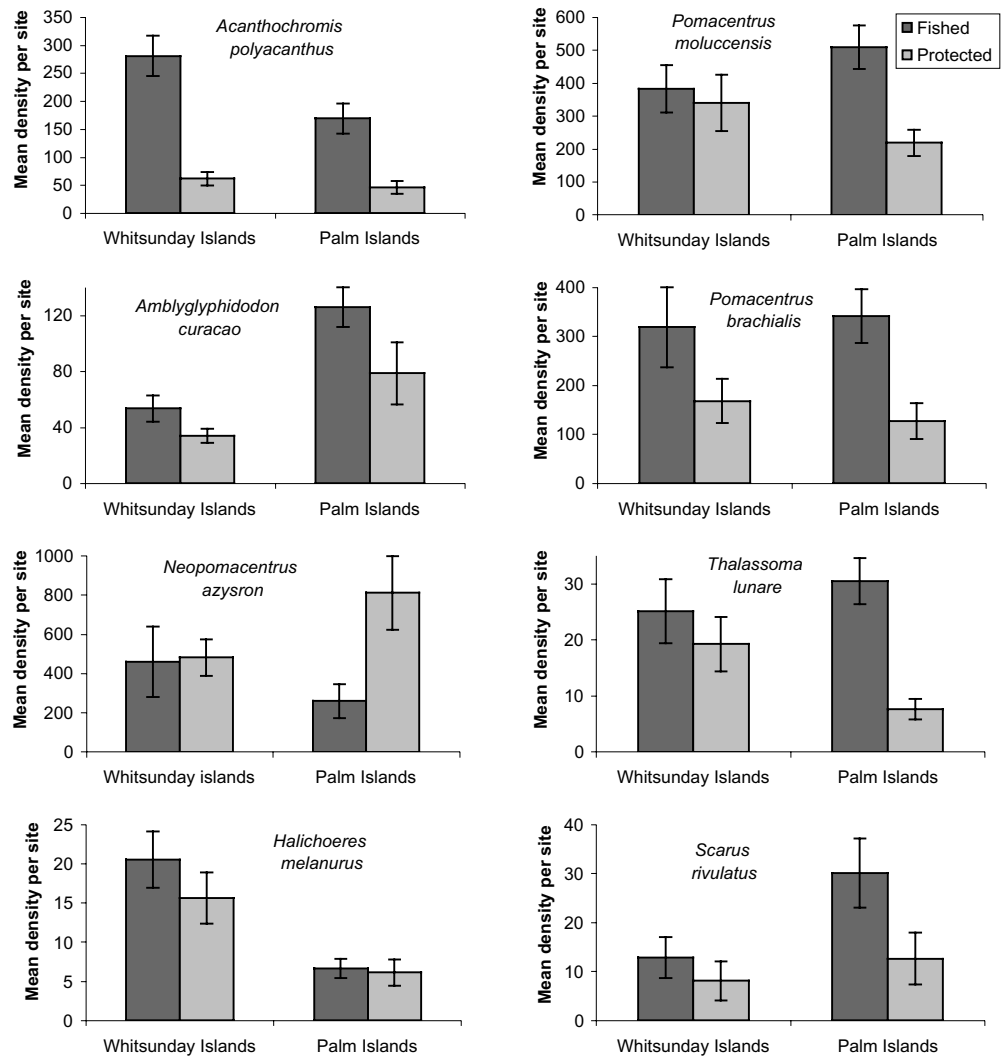 Mean density per site
350
300
250
200
150
100
50
0
Acanthochromis
polyacanthus
Whitsunday Islands
Palm Islands
Mean density per site
600
500
400
300
200
100
0
Pomacentrus
moluccensis
Fished
Protected
Whitsunday Islands
Palm Islands
Mean density per site
120
80
40
0
Amblyglyphidodon
curacao
Whitsunday Islands
Palm Islands
Mean density per site
400
300
200
100
0
Pomacentrus
brachialis
Whitsunday Islands
Palm Islands
Mean density per site
1000
800
600
400
200
0
Neopomacentrus
azysron
Whitsunday islands
Palm Islands
Mean density per site
30
20
10
0
Thalassoma
lunare
Whitsunday Islands
Palm Islands
Mean density per site
25
20
15
10
5
0
Halichoeres
melanurus
Whitsunday Islands
Palm Islands
Mean density per site
40
30
20
10
0
Scarus
rivulatus
Whitsunday Islands
Palm Islands